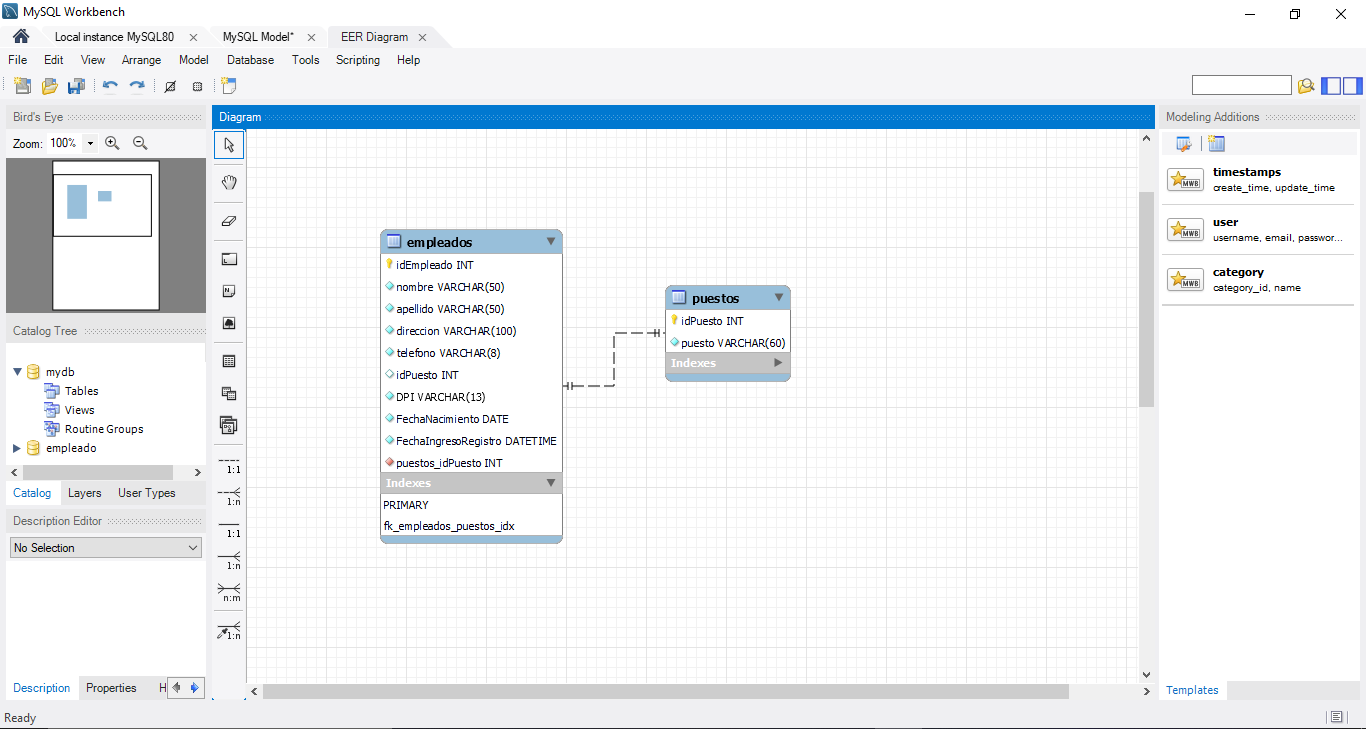 MySQL Workbench
Local instance MySQL80
MySQL Model*
EER Diagram
File Edit View Arrange Model Database Tools Scripting Help
Bird's Eye
Zoom: 100%
Catalog Tree
mydb
Tables
Views
Routine Groups
empleado
Catalog Layers User Types
Description Editor
No Selection
Description Properties H
Ready
Diagram
1:1
1:n
1:1
1:n
n:m
1:n
empleados
idEmpleado INT
nombre VARCHAR(50)
apellido VARCHAR(50)
direccion VARCHAR(100)
telefono VARCHAR(8)
idPuesto INT
DPI VARCHAR(13)
FechaNacimiento DATE
FechaIngresoRegistro DATETIME
puestos_idPuesto INT
Indexes
PRIMARY
fk_empleados_puestos_idx
puestos
idPuesto INT
puesto VARCHAR(60)
Indexes
Modeling Additions
MWB
timestamps
create_time, update_time
MWB
user
username, email, passwor...
MWB
category
category_id, name
Templates